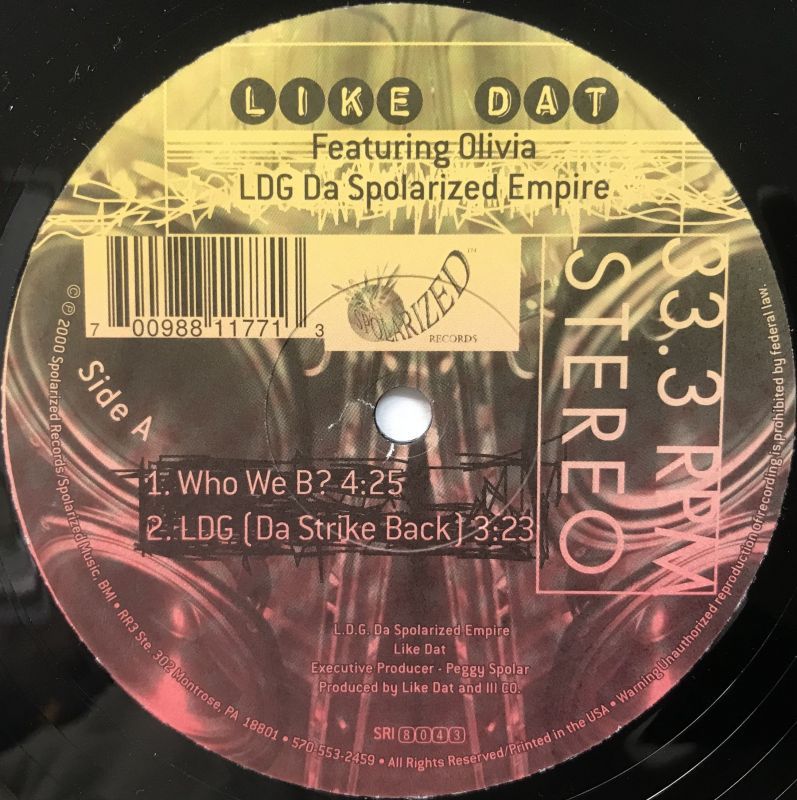 LIKE DAT
Featuring Olivia
LDG Da Spolarized Empire
7 00988 11771 3
SPOLARIZED™
RECORDS
33.3 RPM
STEREO
Side A
1. Who We B? 4:25
2. LDG (Da Strike Back) 3:23
L.D.G. Da Spolarized Empire
Like Dat
Executive Producer - Peggy Spolar
Produced by Like Dat and Ill CO.
SRI 8043
© ℗ 2000 Spolarized Records/Spolarized Music, BMI • RR3 Ste. 302 Montrose, PA 18801 • 570-553-2459 • All Rights Reserved/Printed in the USA • Warning Unauthorized reproduction of recording is prohibited by federal law.